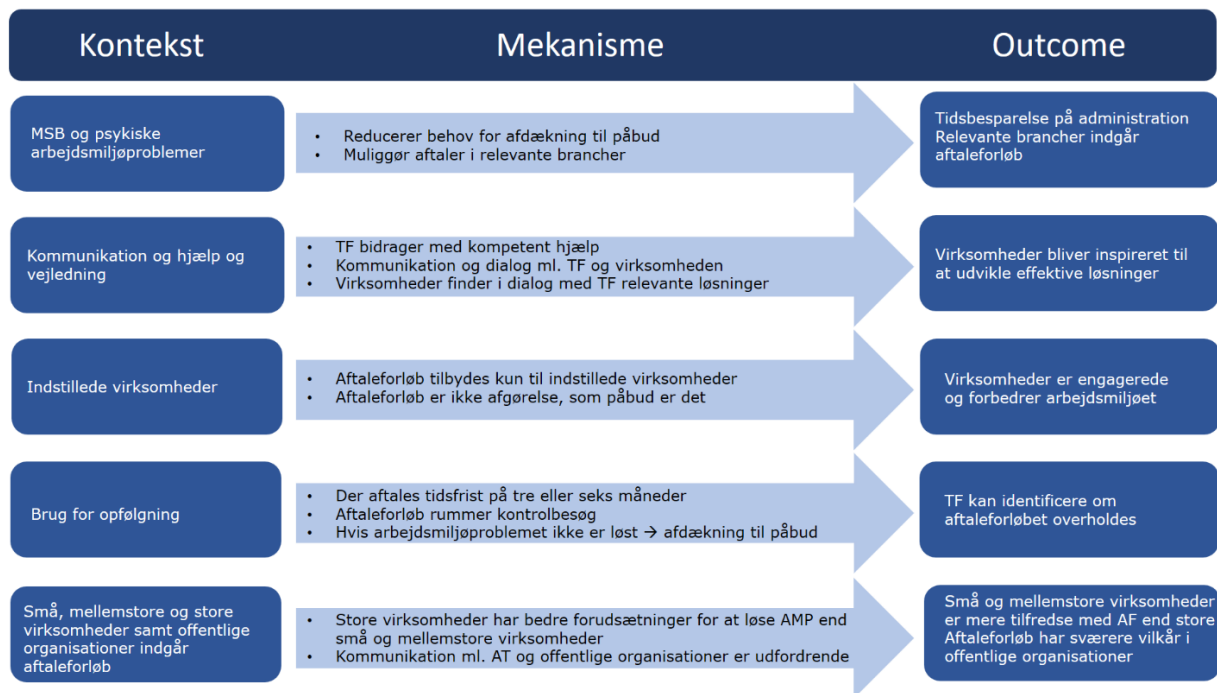 Kontekst
Mekanisme
Outcome
MSB og psykiske
arbejdsmiljøproblemer
• Reducerer behov for afdækning til påbud
• Muliggør aftaler i relevante brancher
Tidsbesparelse på administration
Relevante brancher indgår
aftaleforløb
Kommunikation og hjælp og
vejledning
• TF bidrager med kompetent hjælp
• Kommunikation og dialog ml. TF og virksomheden
• Virksomheder finder i dialog med TF relevante løsninger
Virksomheder bliver inspireret til
at udvikle effektive løsninger
Indstillede virksomheder
• Aftaleforløb tilbydes kun til indstillede virksomheder
• Aftaleforløb er ikke afgørelse, som påbud er det
Virksomheder er engagerede
og forbedrer arbejdsmiljøet
Brug for opfølgning
• Der aftales tidsfrist på tre eller seks måneder
• Aftaleforløb rummer kontrolbesøg
• Hvis arbejdsmiljøproblemet ikke er løst → afdækning til påbud
TF kan identificere om
aftaleforløbet overholdes
Små, mellemstore og store
virksomheder samt offentlige
organisationer indgår
aftaleforløb
• Store virksomheder har bedre forudsætninger for at løse AMP end
små og mellemstore virksomheder
• Kommunikation ml. AT og offentlige organisationer er udfordrende
Små og mellemstore virksomheder
er mere tilfredse med AF end store
Aftaleforløb har sværere vilkår i
offentlige organisationer